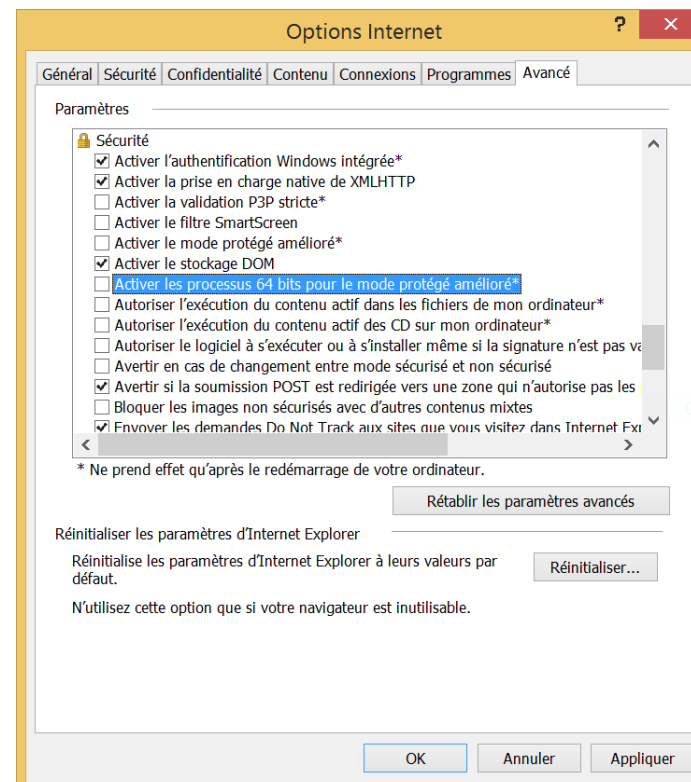 Options Internet
?
Général Sécurité Confidentialité Contenu Connexions Programmes Avancé
Paramètres
Sécurité
Activer l'authentification Windows intégrée*
Activer la prise en charge native de XMLHTTP
Activer la validation P3P stricte*
Activer le filtre SmartScreen
Activer le mode protégé amélioré*
Activer le stockage DOM
Activer les processus 64 bits pour le mode protégé amélioré*
Autoriser l'exécution du contenu actif dans les fichiers de mon ordinateur*
Autoriser l'exécution du contenu actif des CD sur mon ordinateur*
Autoriser le logiciel à s'exécuter ou à s'installer même si la signature n'est pas
Avertir en cas de changement entre mode sécurisé et non sécurisé
Avertir si la soumission POST est redirigée vers une zone qui n'autorise pas les
Bloquer les images non sécurisés avec d'autres contenus mixtes
Envoyer les demandes Do Not Track aux sites que vous visitez dans Internet
* Ne prend effet qu'après le redémarrage de votre ordinateur.
Rétablir les paramètres avancés
Réinitialiser les paramètres d'Internet Explorer
Réinitialise les paramètres d'Internet Explorer à leurs valeurs par
défaut.
Réinitialiser...
N'utilisez cette option que si votre navigateur est inutilisable.
OK Annuler Appliquer